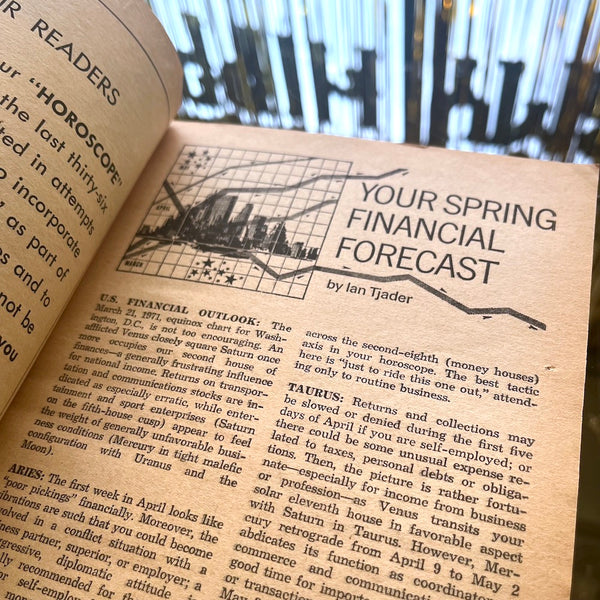 UR READERS
ur "HOROSCOPE"
the last thirty-six
ted in attempts
o incorporate
as part of
es and to
not be
you
APRIL
MARCH
YOUR SPRING
FINANCIAL
FORECAST
by Ian Tjader
U.S. FINANCIAL OUTLOOK: The
March 21, 1971, equinox chart for Wash-
ington, D.C., is not too encouraging. An
afflicted Venus closely square Saturn once
more occupies our second house of
finances—a generally frustrating influence
for national income. Returns on transpor-
tation and communications stocks are in-
dicated as especially erratic, while enter-
tainment and sport enterprises (Saturn
on the fifth-house cusp) appear to feel
the weight of generally unfavorable busi-
ness conditions (Mercury in tight malefic
configuration with Uranus and the
Moon).
ARIES: The first week in April looks like
"poor pickings" financially. Moreover, the
vibrations are such that you could become
volved in a conflict situation with a
iness partner, superior, or employer; a
gressive, diplomatic attitude is
lly recommended for the
or self-employed
across the second-eighth (money houses)
axis in your horoscope. The best tactic
here is "just to ride this one out," attend-
ing only to routine business.
TAURUS: Returns and collections may
be slowed or denied during the first five
days of April if you are self-employed; or
there could be some unusual expense re-
lated to taxes, personal debts or obliga-
tions. Then, the picture is rather fortu-
nate—especially for income from business
or profession—as Venus transits your
solar eleventh house in favorable aspect
with Saturn in Taurus. However, Mer-
cury retrograde from April 9 to May 2
abdicates its function as coordinator
commerce and communicati
good time for import
or transaction
May